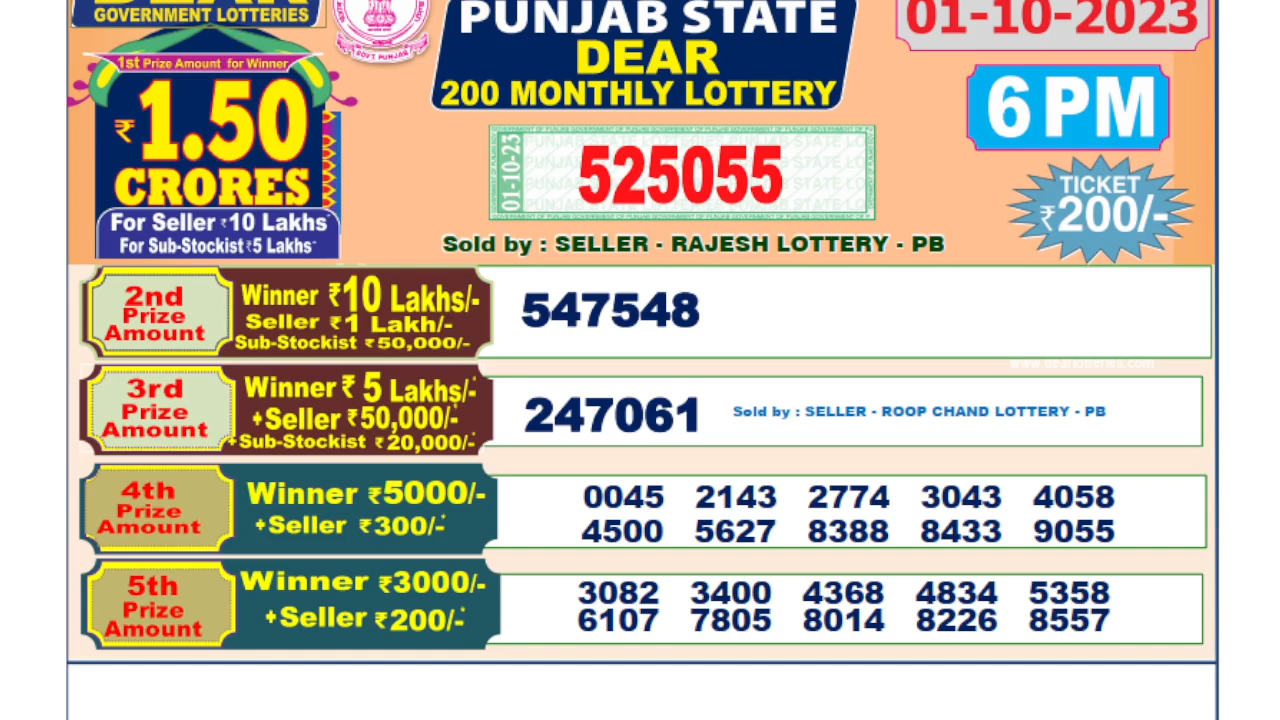 DEAR
GOVERNMENT LOTTERIES
1st Prize Amount for Winner
₹1.50
CRORES
For Seller ₹10 Lakhs*
For Sub-Stockist ₹5 Lakhs*
GOVT. PUNJAB
PUNJAB STATE
DEAR
200 MONTHLY LOTTERY
01-10-2023
6 PM
01-10-23
525055
TICKET
₹200/-
Sold by : SELLER - RAJESH LOTTERY - PB
2nd
Prize
Amount
Winner ₹10 Lakhs/-
Seller ₹1 Lakh/-
Sub-Stockist ₹50,000/-
547548
3rd
Prize
Amount
Winner ₹ 5 Lakhs/-*
+Seller ₹50,000/-*
+Sub-Stockist ₹20,000/-*
247061
Sold by : SELLER - ROOP CHAND LOTTERY - PB
4th
Prize
Amount
Winner ₹5000/-
+Seller ₹300/-*
0045 2143 2774 3043 4058
4500 5627 8388 8433 9055
5th
Prize
Amount
Winner ₹3000/-
+Seller ₹200/-*
3082 3400 4368 4834 5358
6107 7805 8014 8226 8557